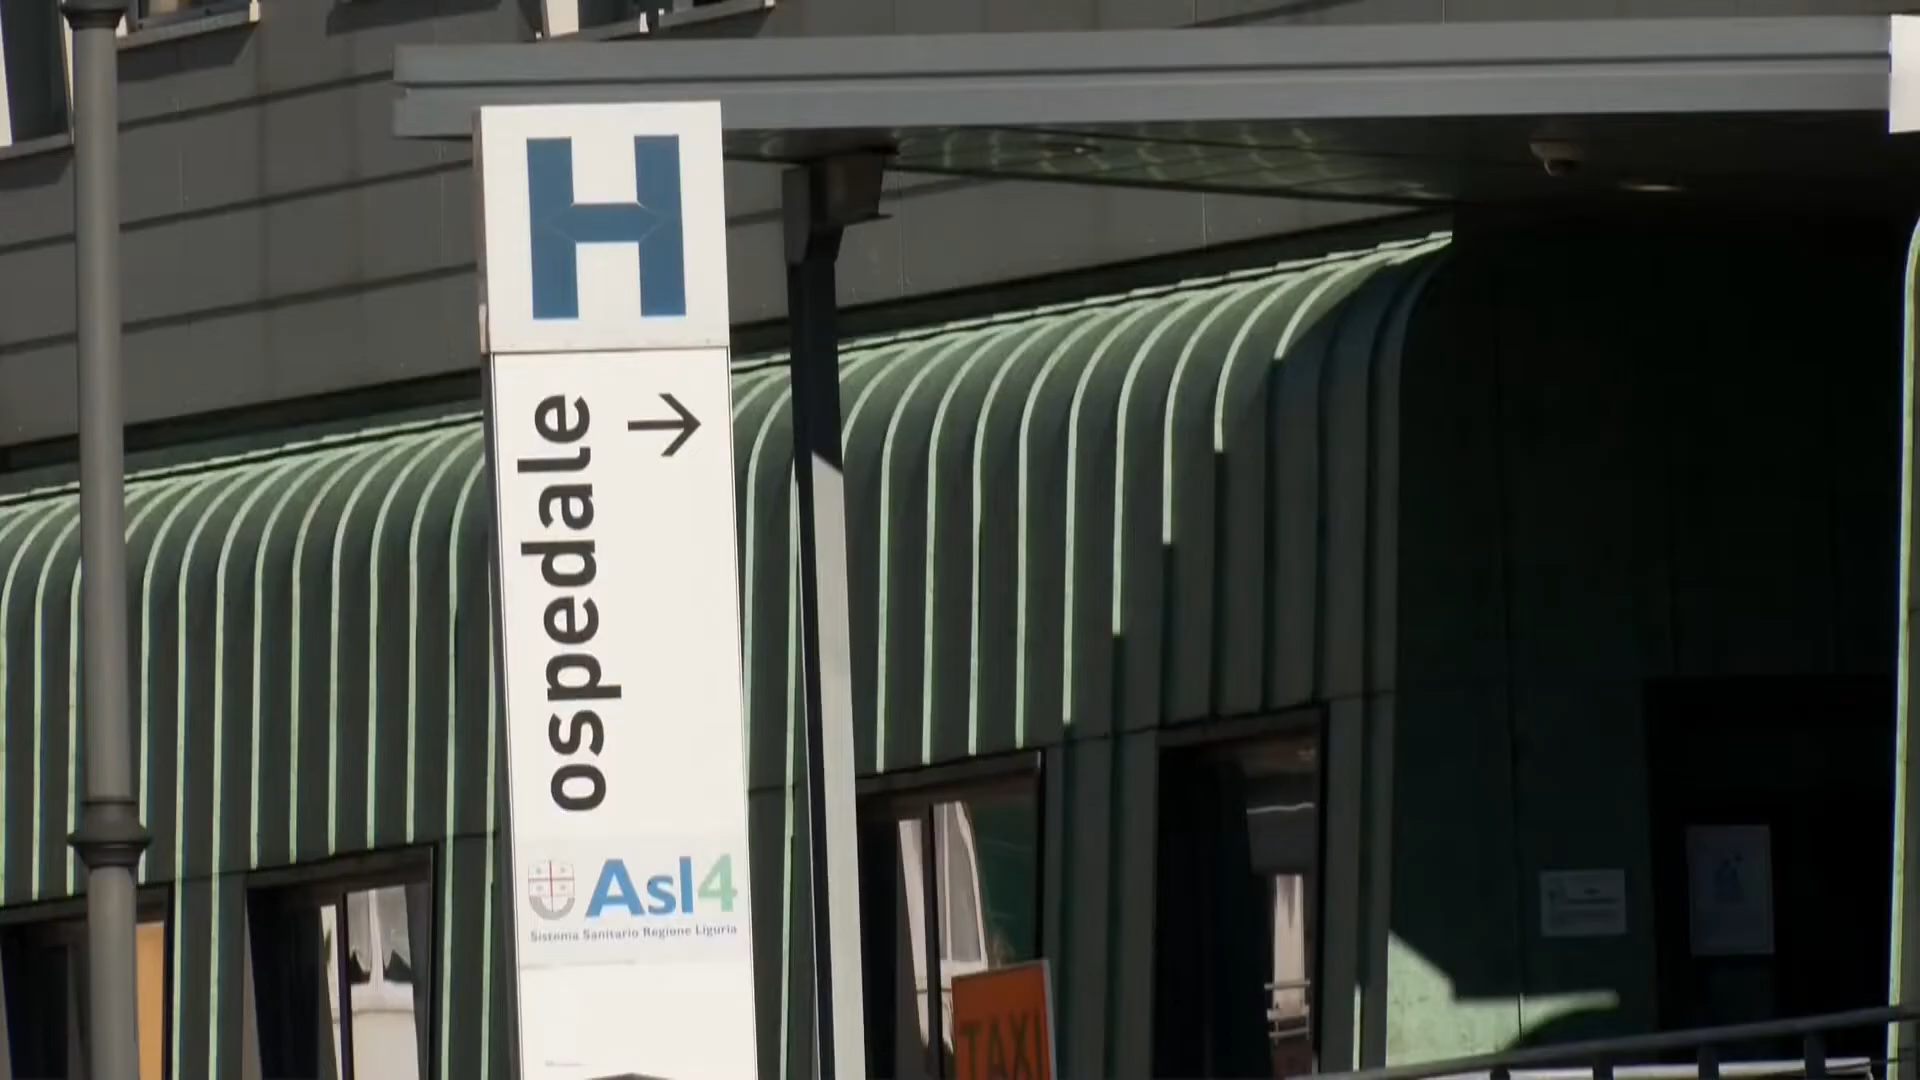 H
→
ospedale
Asl4
Sistema Sanitario Regione Liguria
TAXI